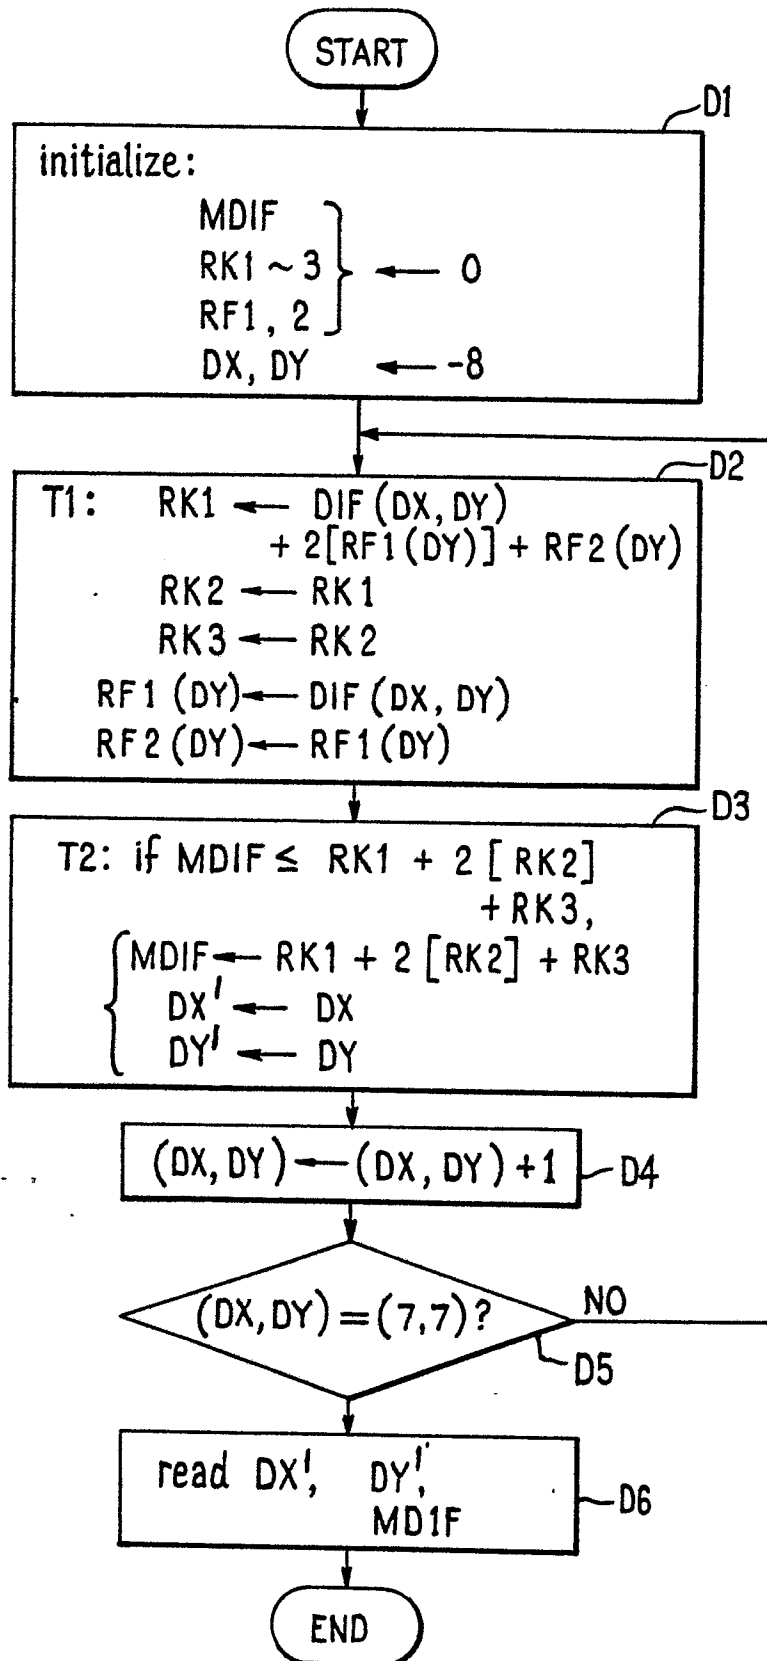 START
D1
initialize:
MDIF
RK1 ~ 3
← 0
RF1, 2
DX, DY ← -8
D2
T1: RK1 ← DIF(DX, DY)
+ 2[RF1(DY)] + RF2(DY)
RK2 ← RK1
RK3 ← RK2
RF1(DY) ← DIF(DX, DY)
RF2(DY) ← RF1(DY)
D3
T2: if MDIF ≤ RK1 + 2 [RK2]
+ RK3,
MDIF ← RK1 + 2 [RK2] + RK3
DX' ← DX
DY' ← DY
(DX, DY) ← (DX, DY) + 1
D4
(DX, DY) = (7,7)?
NO
D5
read DX', DY',
MD1F
D6
END